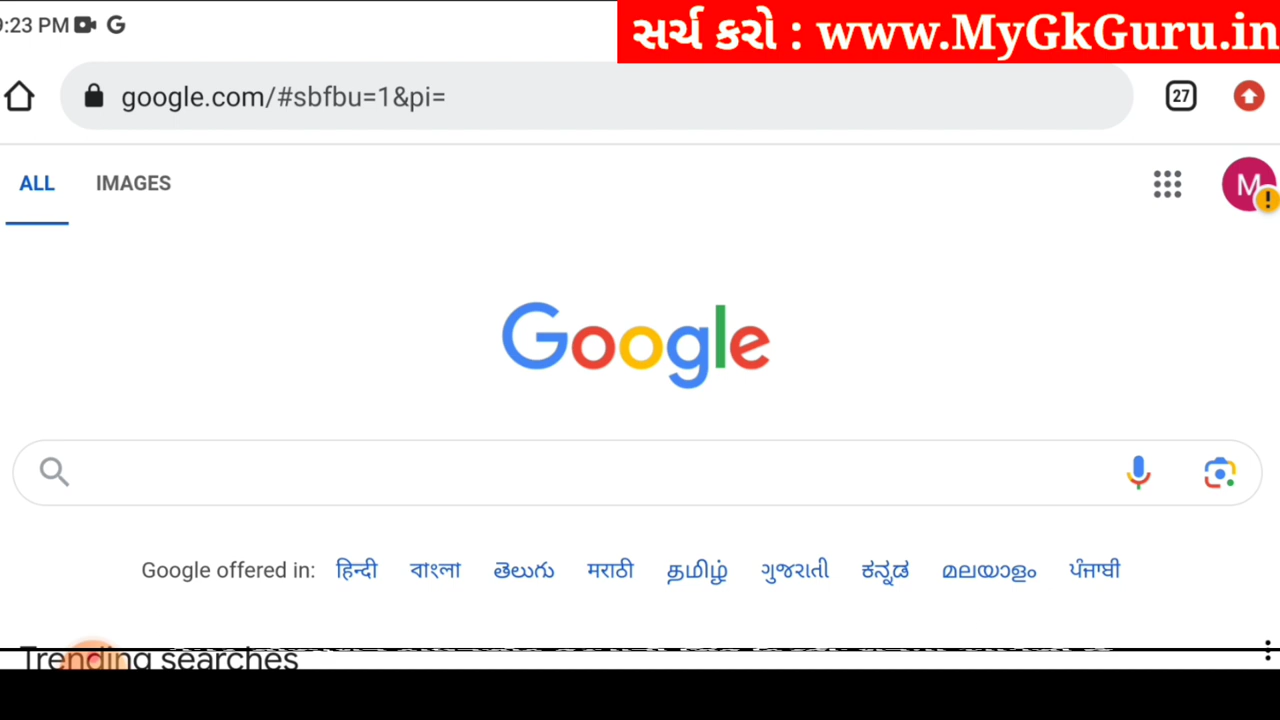 9:23 PM G
સર્ચ કરો : www.MyGkGuru.in
google.com/#sbfbu=1&pi=
27
ALL IMAGES
M
Google
Google offered in: हिन्दी বাংলা తెలుగు मराठी தமிழ் ગુજરાતી ಕನ್ನಡ മലയാളം ਪੰਜਾਬੀ
Trending searches